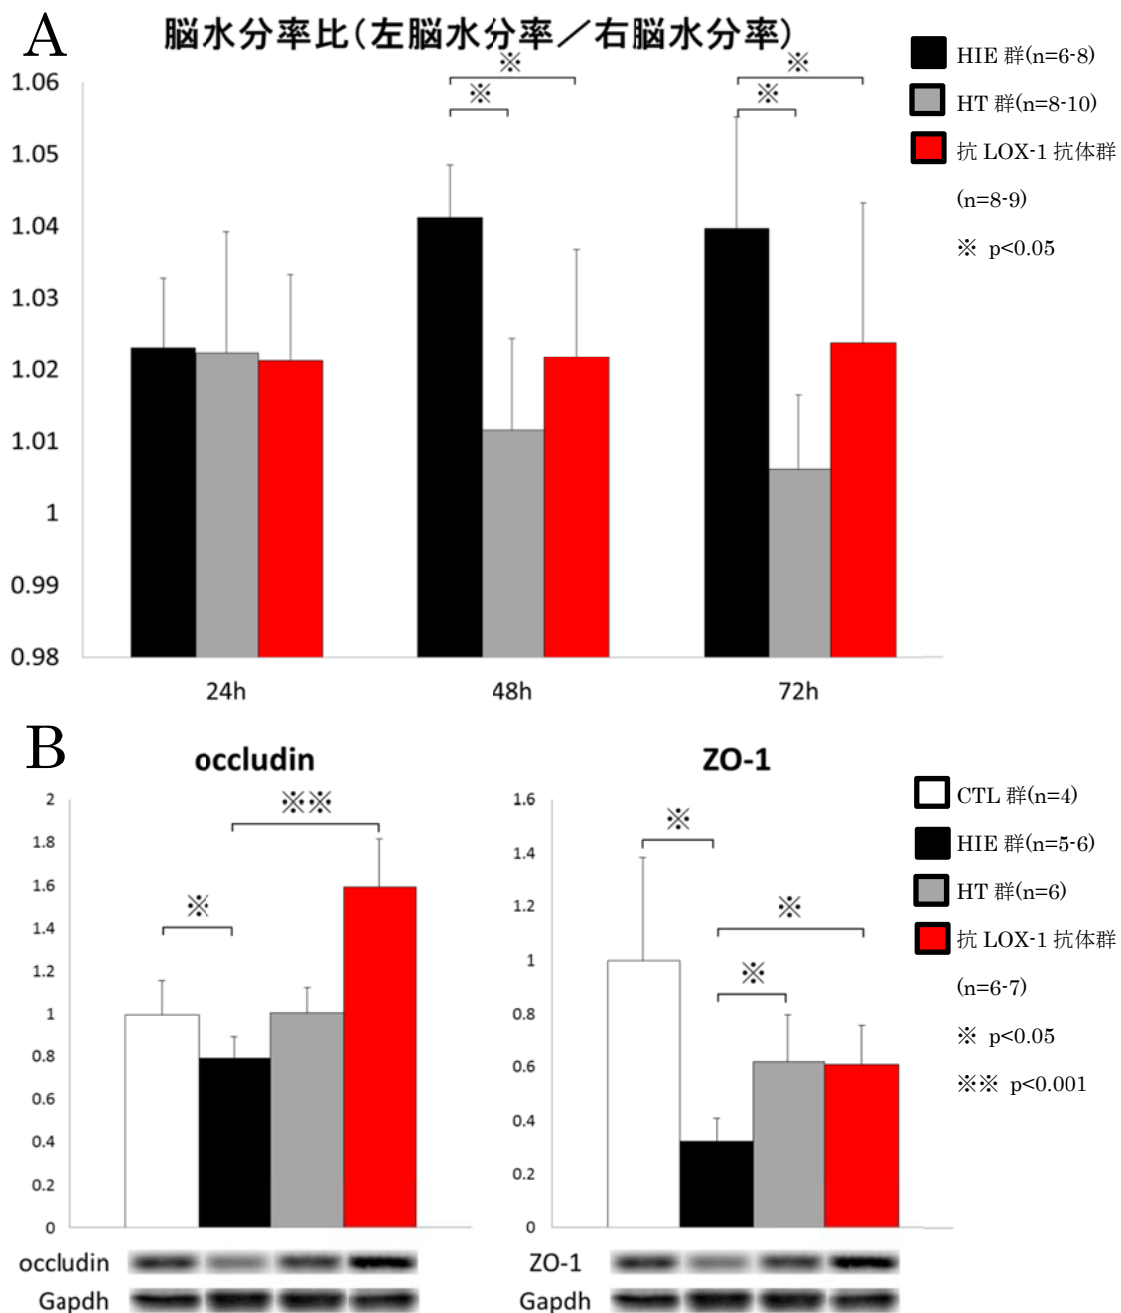 A
脳水分率比(左脳水分率／右脳水分率)
HIE 群(n=6-8)
HT 群(n=8-10)
抗 LOX-1 抗体群
(n=8-9)
※ p<0.05
※
※
※
※
1.06
1.05
1.04
1.03
1.02
1.01
1
0.99
0.98
24h 48h 72h
B
occludin
※※
※
2
1.8
1.6
1.4
1.2
1
0.8
0.6
0.4
0.2
0
occludin
Gapdh
ZO-1
※
※
※
1.6
1.4
1.2
1
0.8
0.6
0.4
0.2
0
ZO-1
Gapdh
CTL 群(n=4)
HIE 群(n=5-6)
HT 群(n=6)
抗 LOX-1 抗体群
(n=6-7)
※ p<0.05
※※ p<0.001